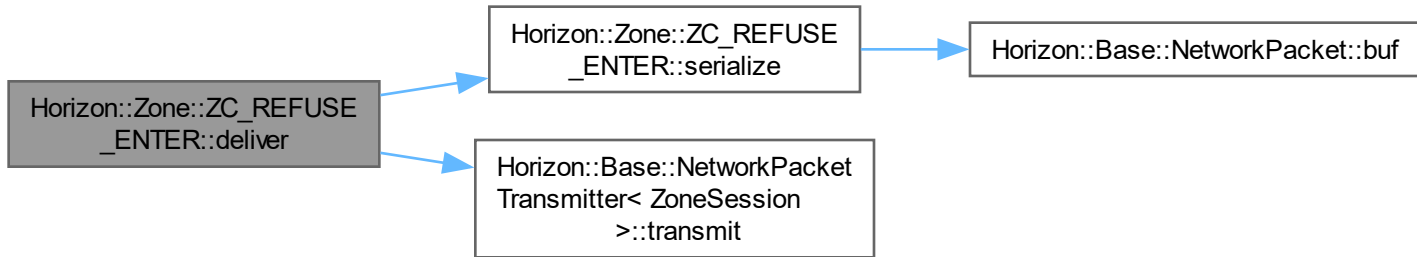 Horizon::Zone::ZC_REFUSE
_ENTER::deliver
Horizon::Zone::ZC_REFUSE
_ENTER::serialize
Horizon::Base::NetworkPacket::buf
Horizon::Base::NetworkPacket
Transmitter< ZoneSession
>::transmit